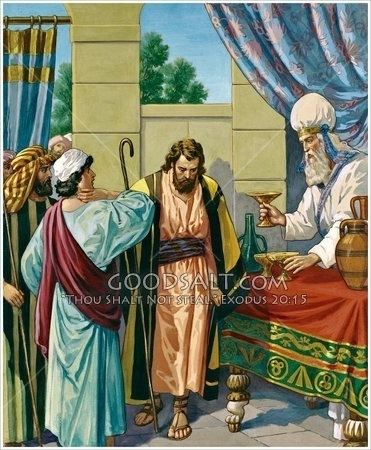 GOODSALT.COM
"THOU SHALT NOT STEAL." EXODUS 20:15